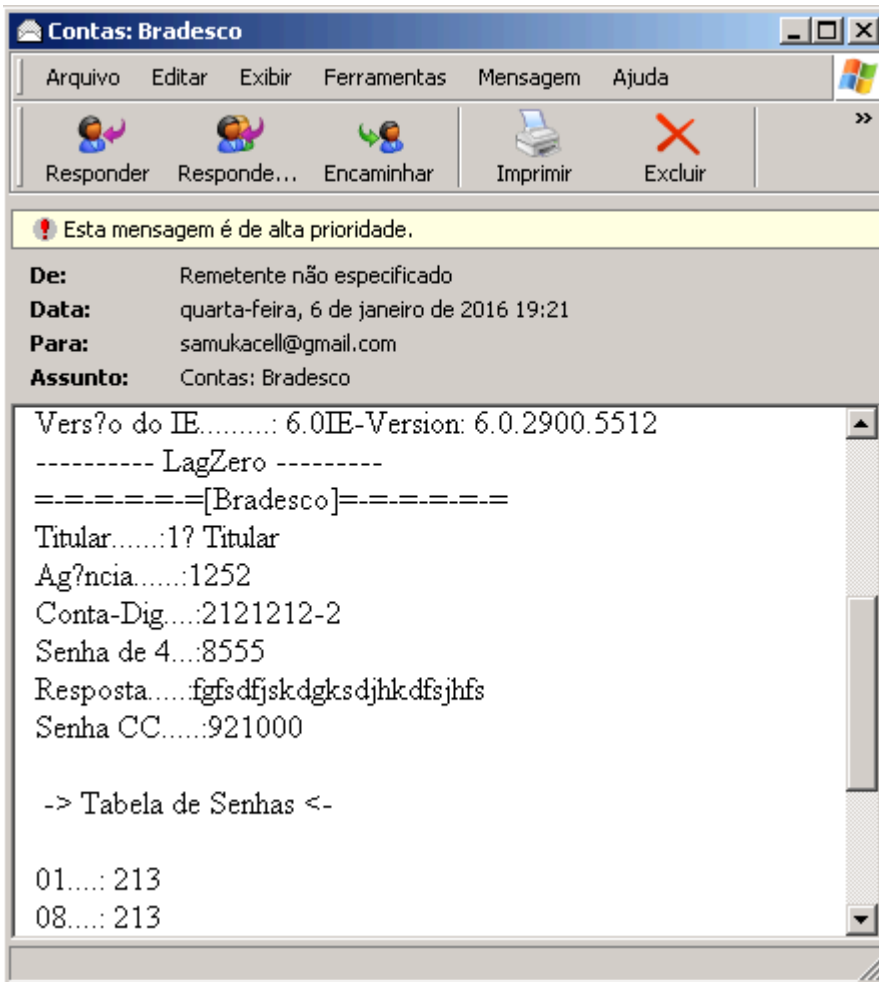 Contas: Bradesco
Arquivo Editar Exibir Ferramentas Mensagem Ajuda
Responder Responde... Encaminhar Imprimir Excluir
Esta mensagem é de alta prioridade.
De: Remetente não especificado
Data: quarta-feira, 6 de janeiro de 2016 19:21
Para: samukacell@gmail.com
Assunto: Contas: Bradesco
Vers?o do IE.........: 6.0IE-Version: 6.0.2900.5512
---------- LagZero ---------
=-=-=-=-=-=[Bradesco]=-=-=-=-=-=
Titular......:1? Titular
Ag?ncia......:1252
Conta-Dig....:2121212-2
Senha de 4...:8555
Resposta.....:fgfsdfjskdgksdjhkdfsjhfs
Senha CC.....:921000
-> Tabela de Senhas <-
01....: 213
08....: 213